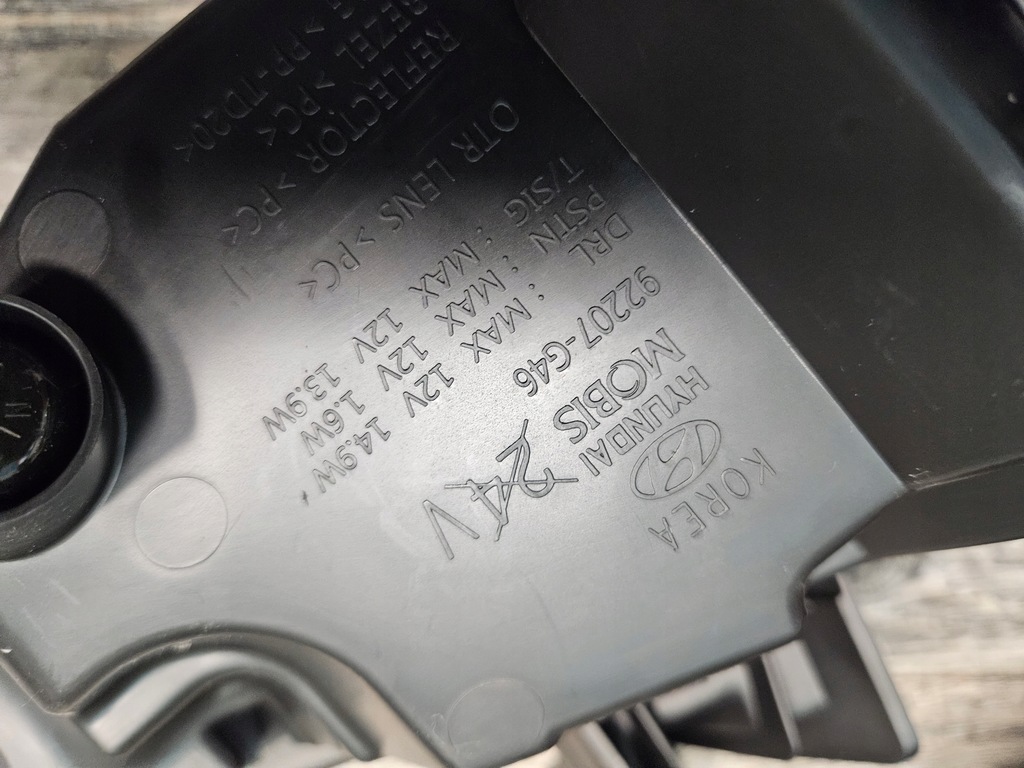 KOREA
HYUNDAI
MOBIS
92207-G46
24V
DRL : MAX 12V 14.9W
PSTN : MAX 12V 1.6W
T/SIG : MAX 12V 13.9W
OTR LENS >PC<
REFLECTOR >PC<
BEZEL >PC<
>PP-TD20<